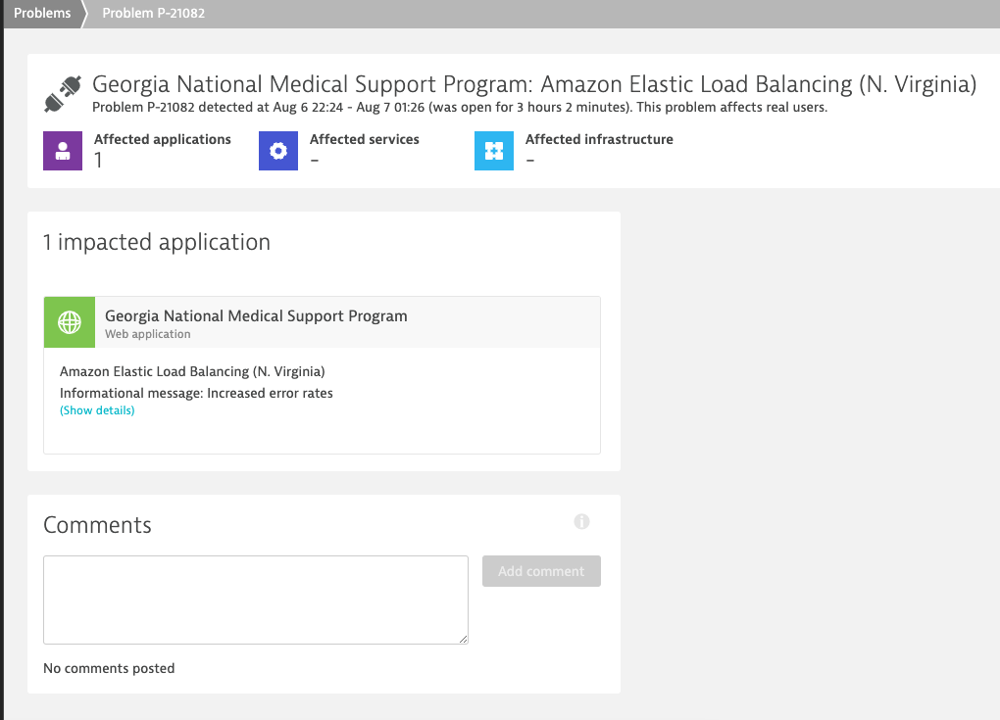 Problems
Problem P-21082
Georgia National Medical Support Program: Amazon Elastic Load Balancing (N. Virginia)
Problem P-21082 detected at Aug 6 22:24 - Aug 7 01:26 (was open for 3 hours 2 minutes). This problem affects real users.
Affected applications
1
Affected services
–
Affected infrastructure
–
1 impacted application
Georgia National Medical Support Program
Web application
Amazon Elastic Load Balancing (N. Virginia)
Informational message: Increased error rates
(Show details)
Comments
Add comment
No comments posted